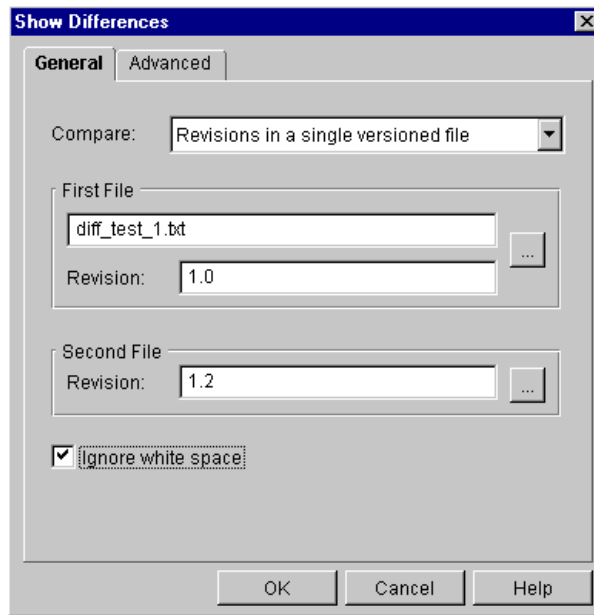 Show Differences
General Advanced
Compare: Revisions in a single versioned file
First File
diff_test_1.txt
...
Revision: 1.0
Second File
Revision: 1.2
...
Ignore white space
OK Cancel Help